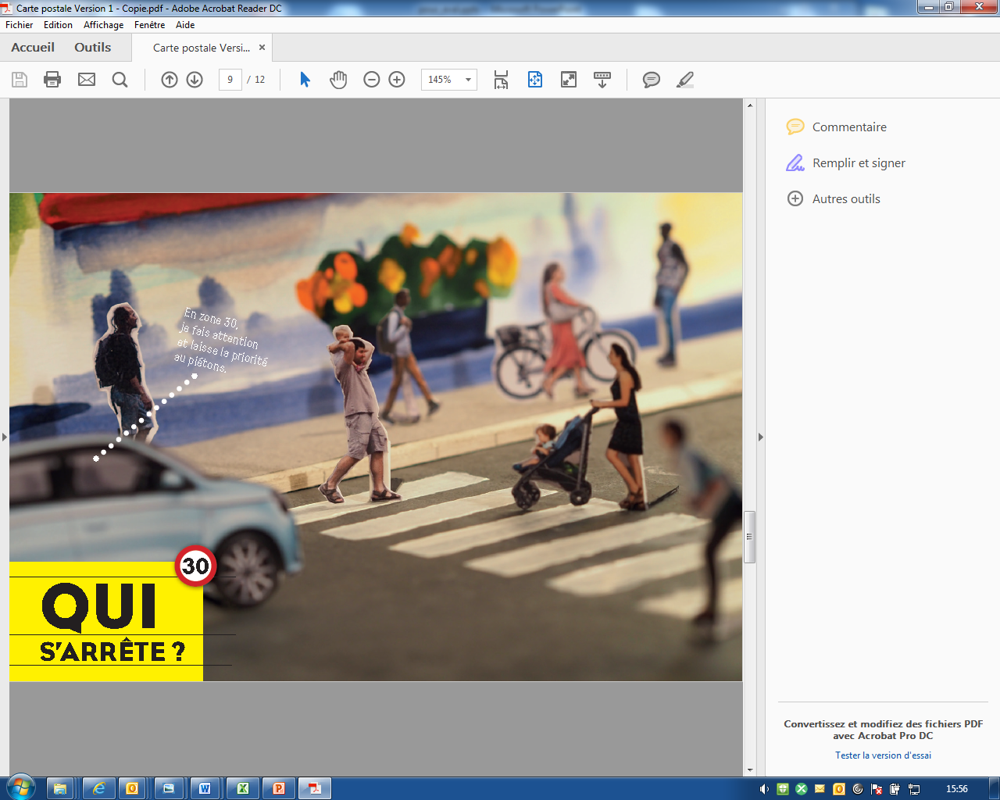 Carte postale Version 1 - Copie.pdf - Adobe Acrobat Reader DC
Fichier Edition Affichage Fenêtre Aide
Accueil Outils Carte postale Versi... ×
9 / 12 145%
Commentaire
Remplir et signer
Autres outils
En zone 30,
je fais attention
et laisse la priorité
au piétons.
30
QUI
S'ARRÊTE ?
Convertissez et modifiez des fichiers PDF
avec Acrobat Pro DC
Tester la version d'essai
15:56